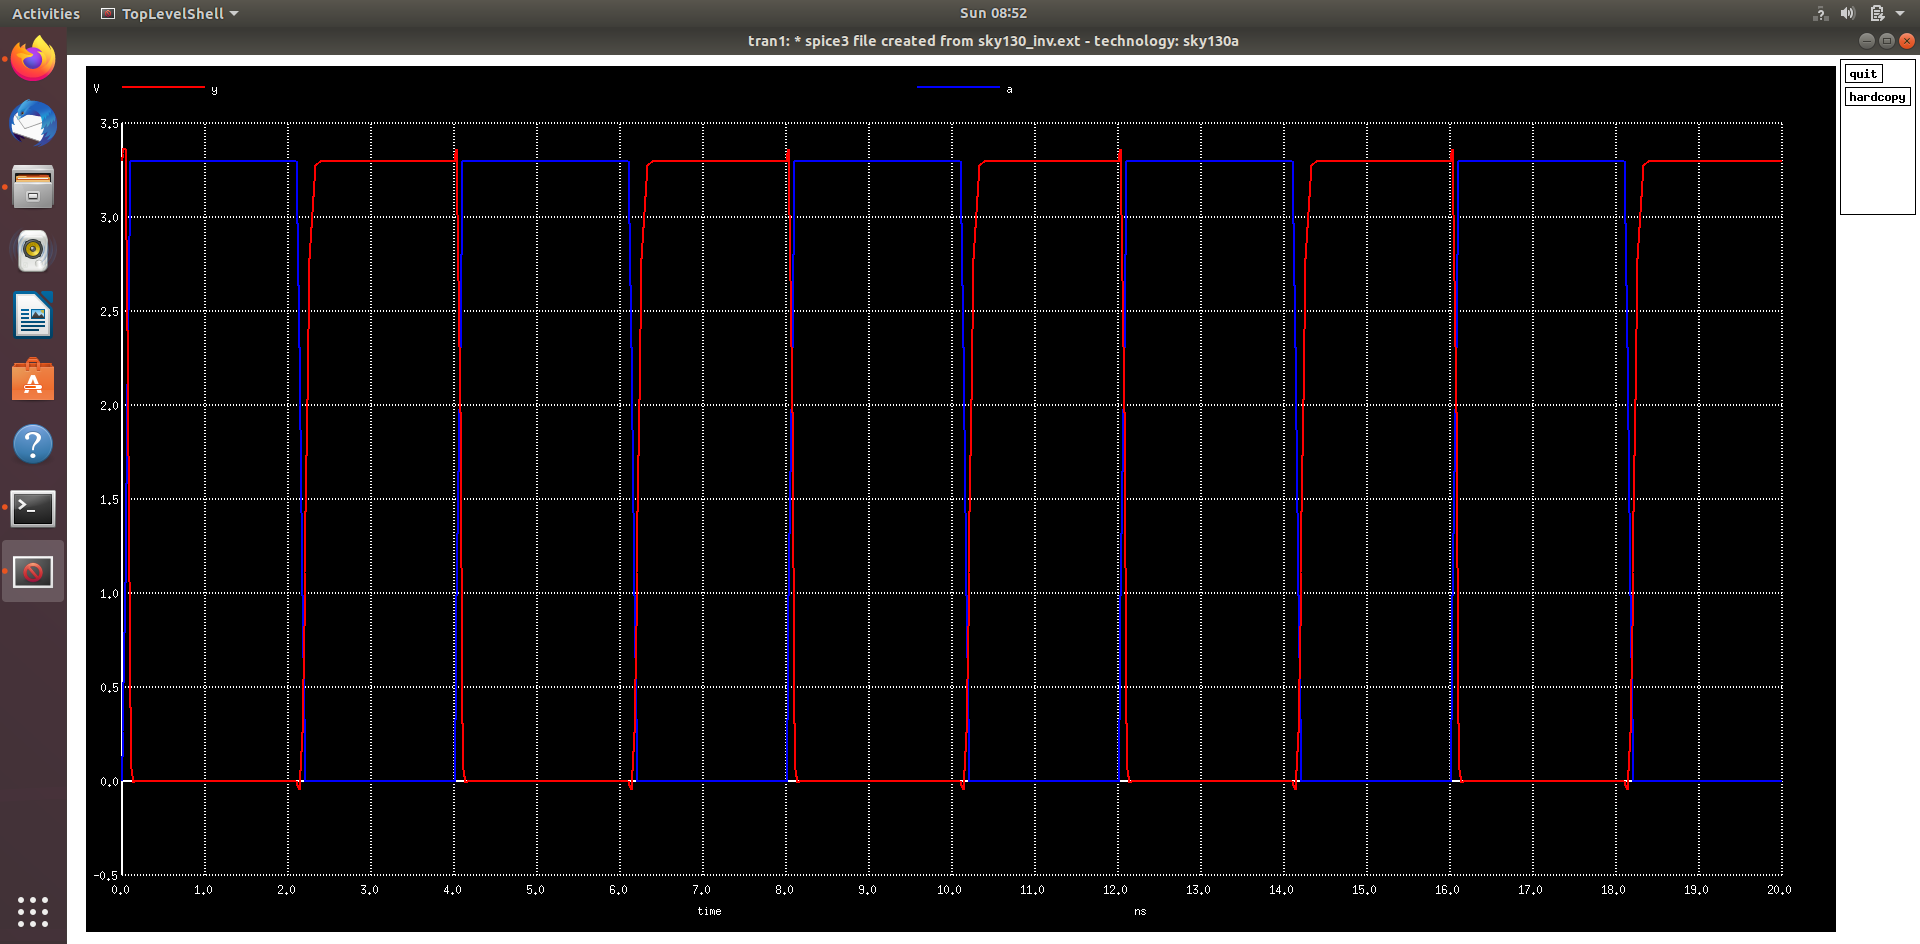 Activities TopLevelShell Sun 08:52
tran1: * spice3 file created from sky130_inv.ext - technology: sky130a
quit
hardcopy
V y a
3.5
3.0
2.5
2.0
1.5
1.0
0.5
0.0
-0.5
0.0 1.0 2.0 3.0 4.0 5.0 6.0 7.0 8.0 9.0 10.0 11.0 12.0 13.0 14.0 15.0 16.0 17.0 18.0 19.0 20.0
time ns